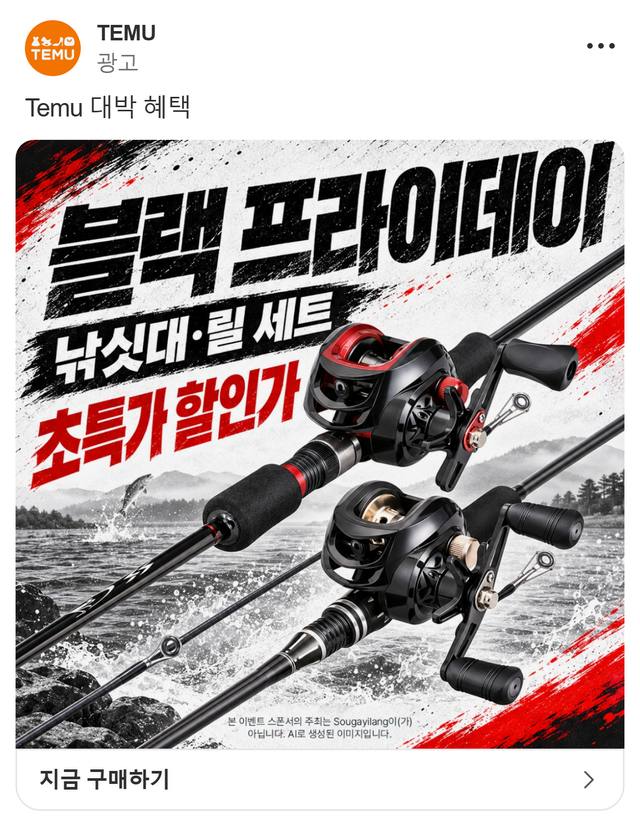 TEMU
TEMU
광고
Temu 대박 혜택
블랙 프라이데이
낚싯대·릴 세트
초특가 할인가
본 이벤트 스폰서의 주최는 Sougayilang이(가)
아닙니다. AI로 생성된 이미지입니다.
지금 구매하기